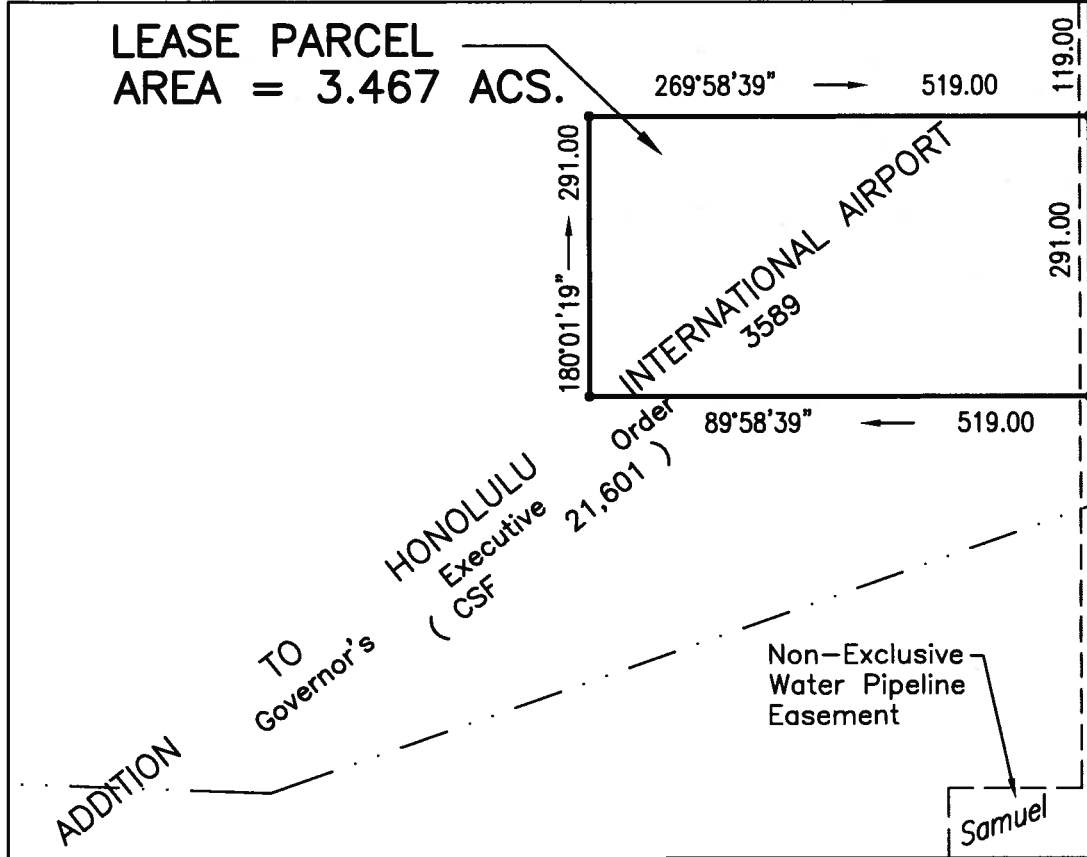 LEASE PARCEL
AREA = 3.467 ACS.
269°58'39" 519.00
119.00
180°01'19" 291.00
291.00
89°58'39" 519.00
ADDITION TO HONOLULU INTERNATIONAL AIRPORT
Governor's Executive Order 3589
( CSF 21,601 )
Non-Exclusive
Water Pipeline
Easement
Samuel